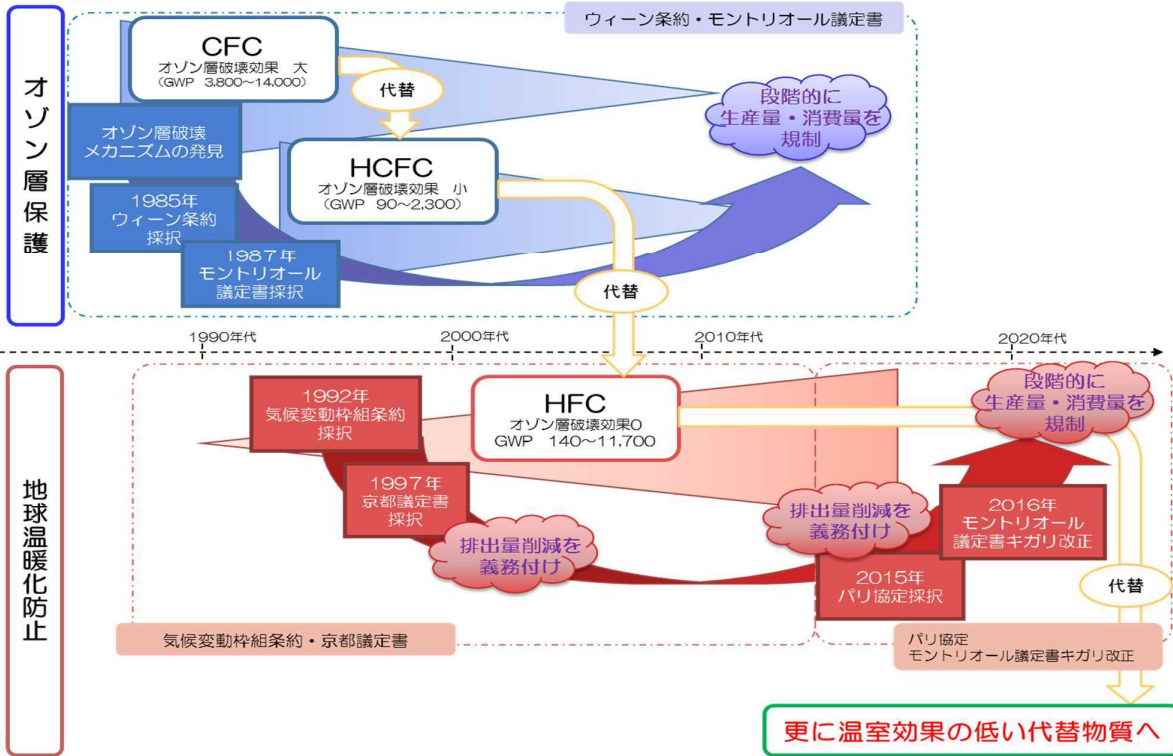 オゾン層保護
ウィーン条約・モントリオール議定書
CFC
オゾン層破壊効果 大
(GWP 3,800～14,000)
代替
オゾン層破壊
メカニズムの発見
HCFC
オゾン層破壊効果 小
(GWP 90～2,300)
段階的に
生産量・消費量を
規制
1985年
ウィーン条約
採択
1987年
モントリオール
議定書採択
代替
1990年代
2000年代
2010年代
2020年代
地球温暖化防止
1992年
気候変動枠組条約
採択
HFC
オゾン層破壊効果0
GWP 140～11,700
段階的に
生産量・消費量を
規制
1997年
京都議定書
採択
排出量削減を
義務付け
排出量削減を
義務付け
2016年
モントリオール
議定書キガリ改正
2015年
パリ協定採択
代替
気候変動枠組条約・京都議定書
パリ協定
モントリオール議定書キガリ改正
更に温室効果の低い代替物質へ